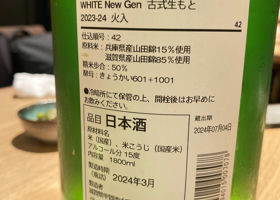 WHITE New Gen 古式生もと
2023-24 火入
42
仕込順号：42
原料米：兵庫県産山田錦15％使用
滋賀県産山田錦85％使用
精米歩合：50%
酵母：きょうかい601+1001
●冷暗所にて保管の上、開栓後はお早めに
お飲みください。
品目 日本酒
原材料名
米（国産）、米こうじ（国産米）
アルコール分 15度
内容量 1800ml
製造年月
（瓶詰） 2024年3月
製造者
蔵出日
2024年07月04日